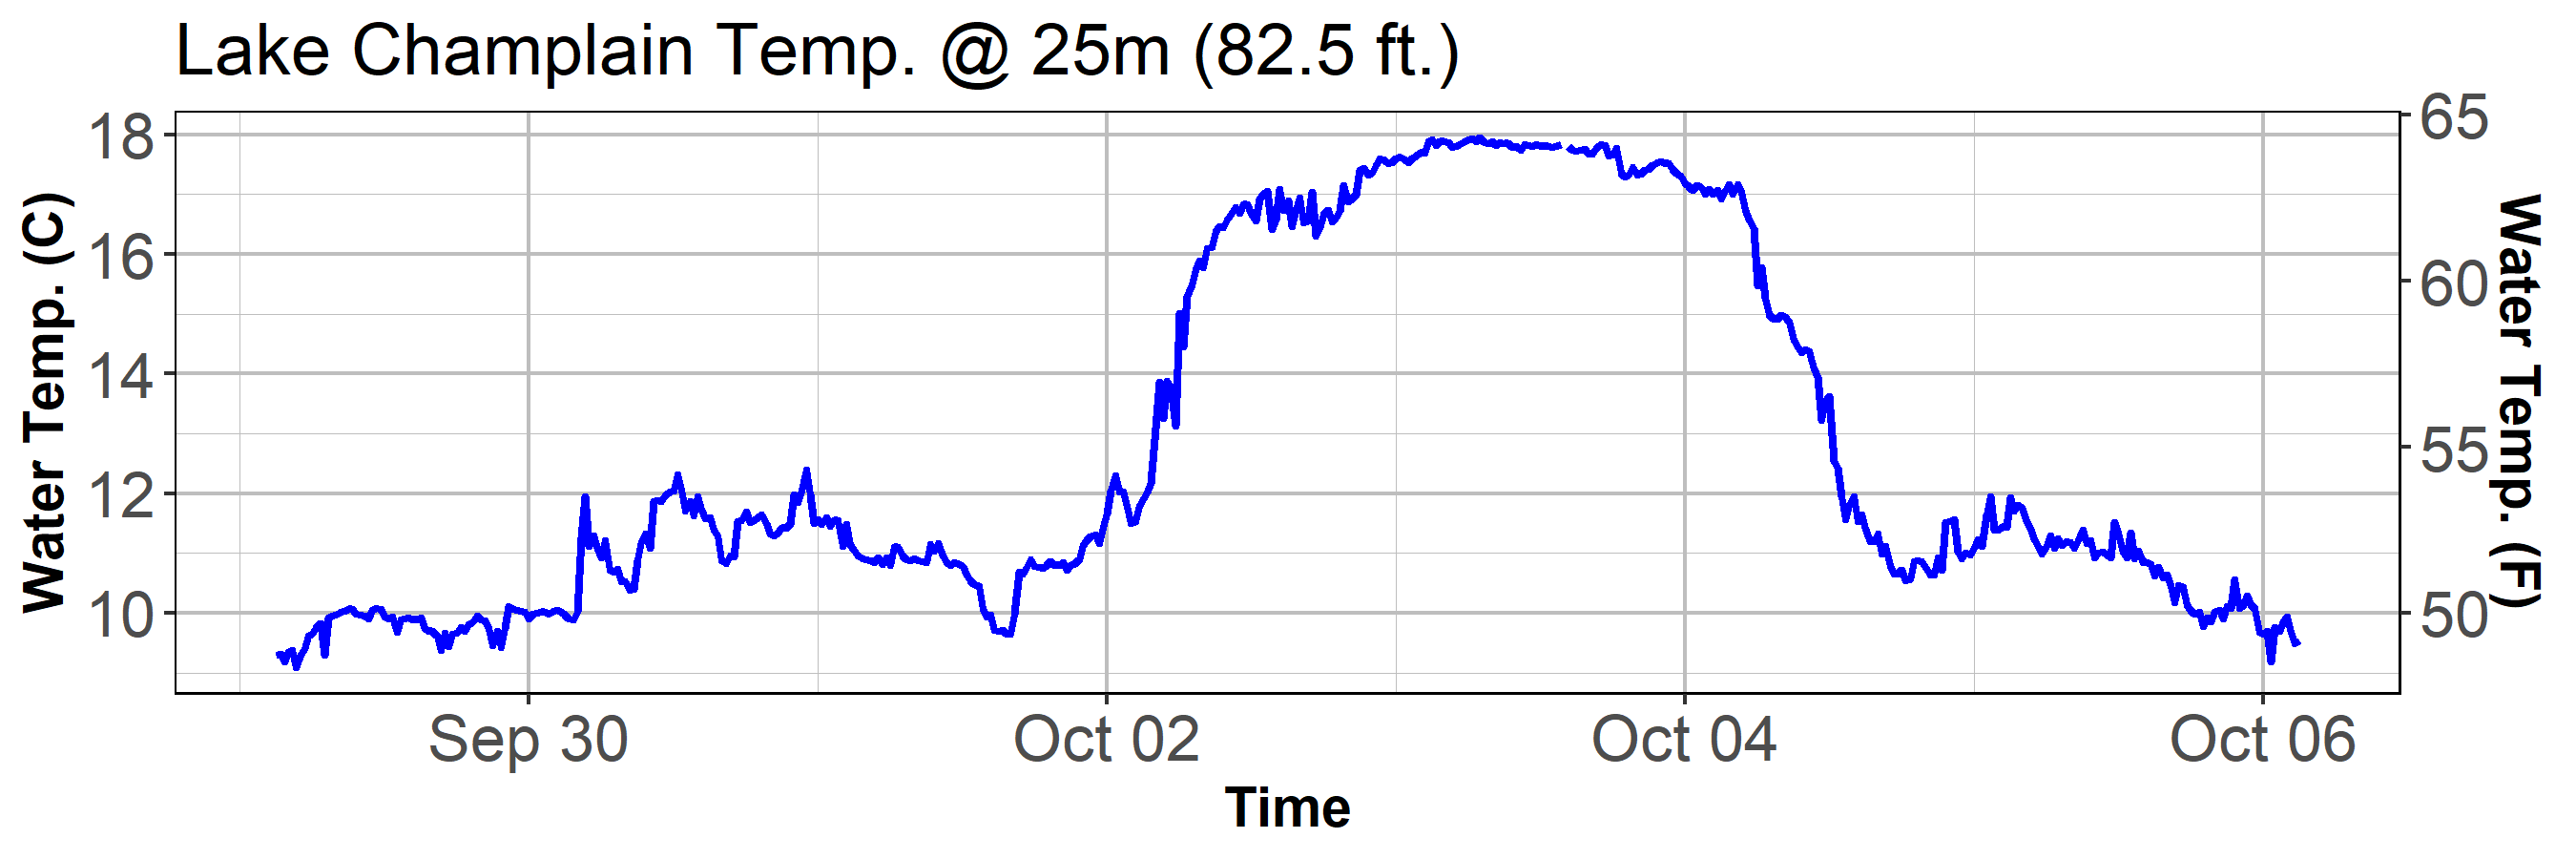 Lake Champlain Temp. @ 25m (82.5 ft.)
Water Temp. (C)
18
16
14
12
10
65
60
55
50
Water Temp. (F)
Sep 30 Oct 02 Oct 04 Oct 06
Time